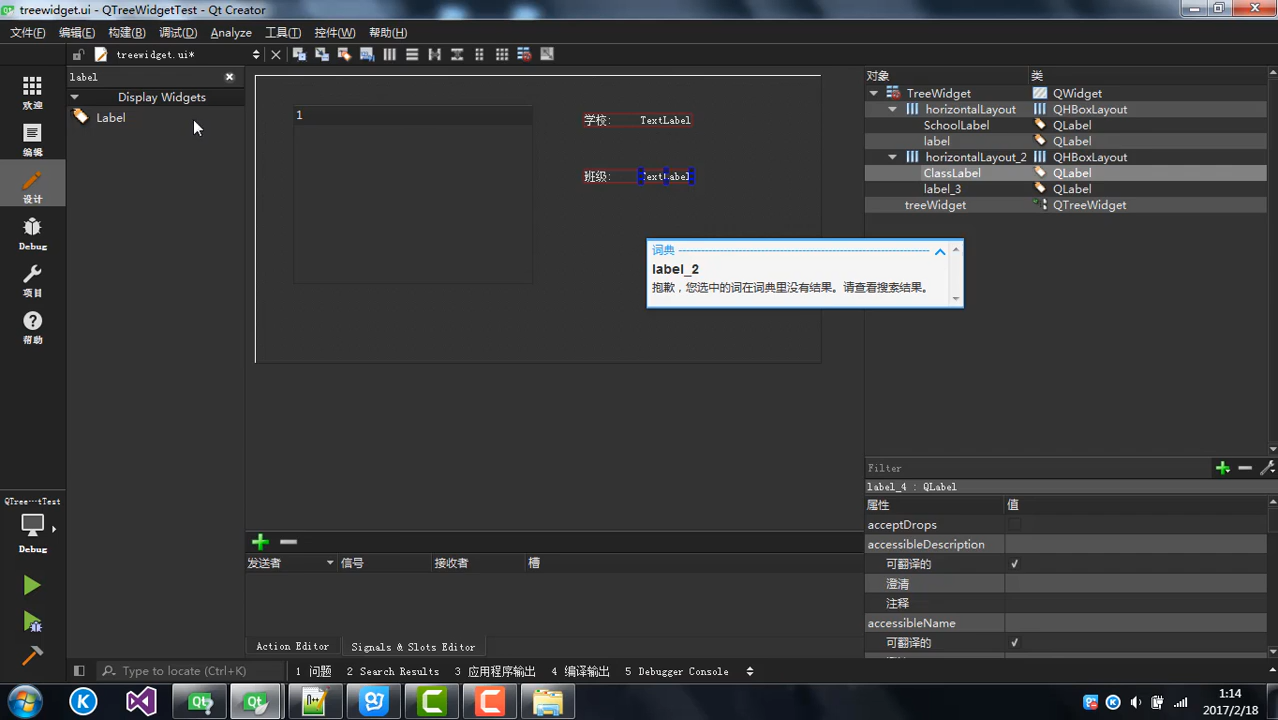 treewidget.ui - QTreeWidgetTest - Qt Creator
文件(F) 编辑(E) 构建(B) 调试(D) Analyze 工具(T) 控件(W) 帮助(H)
treewidget.ui*
label
Display Widgets
Label
欢迎
编辑
设计
Debug
项目
帮助
QTree···tTest
Debug
1
学校: TextLabel
班级: TextLabel
词典
label_2
抱歉，您选中的词在词典里没有结果。请查看搜索结果。
对象 类
TreeWidget QWidget
horizontalLayout QHBoxLayout
SchoolLabel QLabel
label QLabel
horizontalLayout_2 QHBoxLayout
ClassLabel QLabel
label_3 QLabel
treeWidget QTreeWidget
Filter
label_4 : QLabel
属性 值
acceptDrops
accessibleDescription
可翻译的 ✓
澄清
注释
accessibleName
可翻译的 ✓
发送者 信号 接收者 槽
Action Editor Signals & Slots Editor
Type to locate (Ctrl+K) 1 问题 2 Search Results 3 应用程序输出 4 编译输出 5 Debugger Console
1:14
2017/2/18